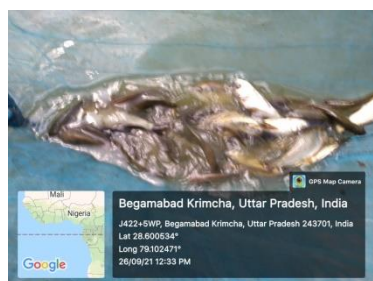 GPS Map Camera
Mali
Nigeria
Google
Begamabad Krimcha, Uttar Pradesh, India
J422+5WP, Begamabad Krimcha, Uttar Pradesh 243701, India
Lat 28.600534°
Long 79.102471°
26/09/21 12:33 PM